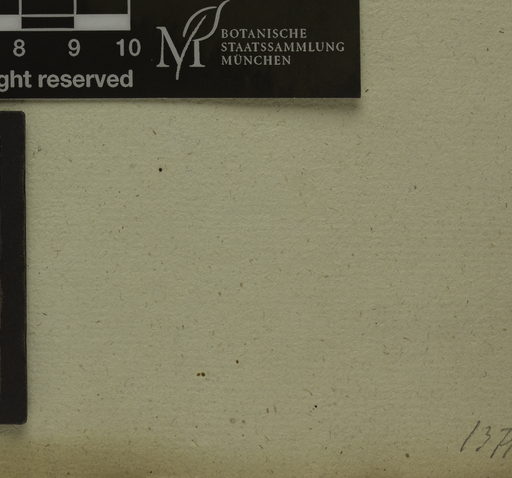 8 9 10
BOTANISCHE
STAATSSAMMLUNG
MÜNCHEN
ght reserved